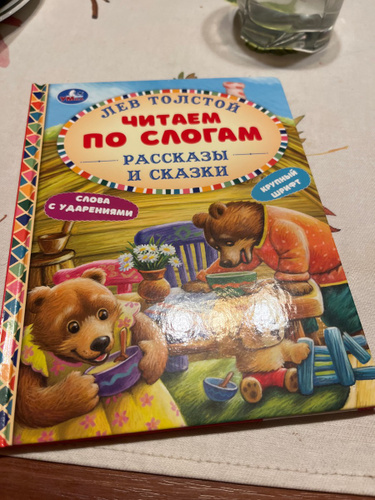 ЛЕВ ТОЛСТОЙ
ЧИТАЕМ
ПО СЛОГАМ
РАССКАЗЫ
И СКАЗКИ
СЛОВА
С УДАРЕНИЯМИ
КРУПНЫЙ
ШРИФТ